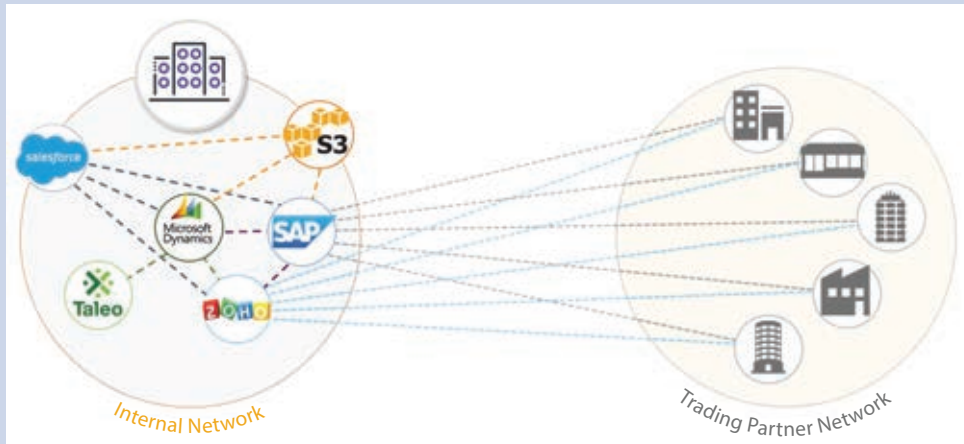 salesforce
S3
Microsoft
Dynamics
SAP
Taleo
ZOHO
Internal Network
Trading Partner Network